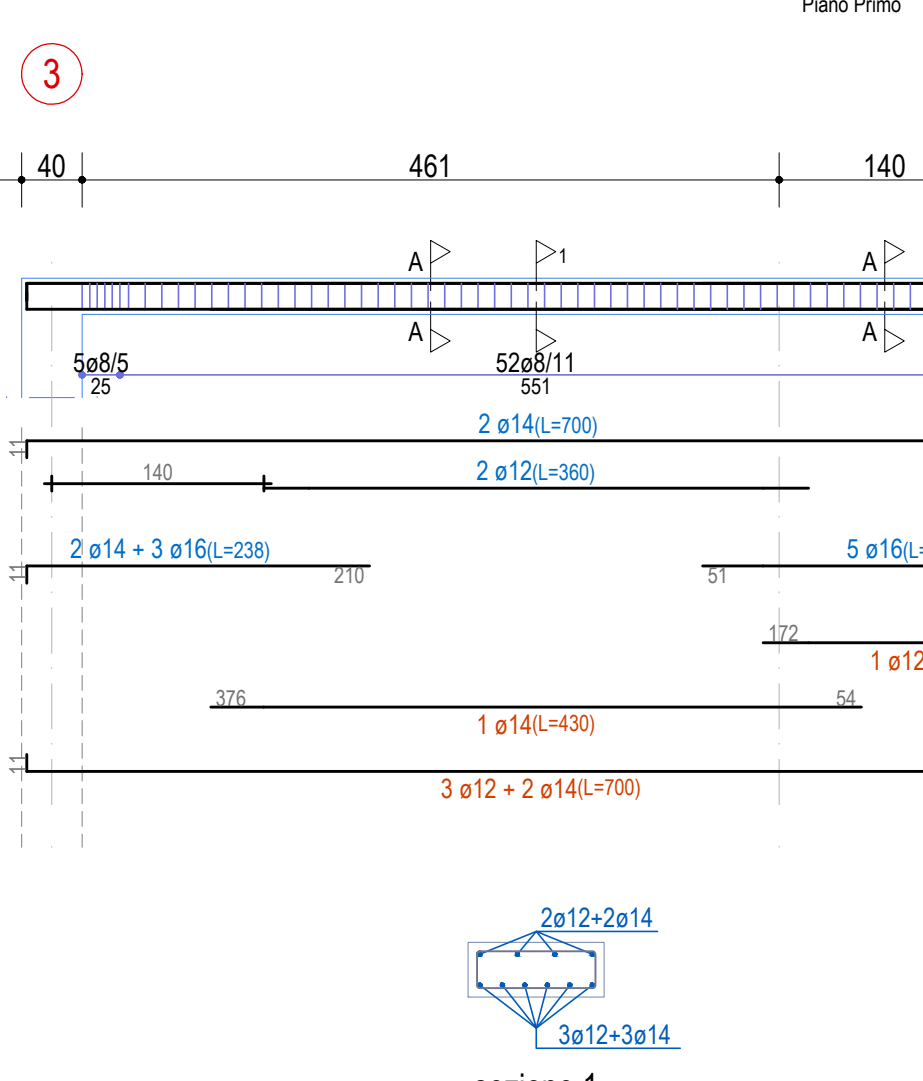 Piano Primo
3
40 461 140
A 1 A
A A
5ø8/5 52ø8/11
25 551
2 ø14(L=700)
11
140 2 ø12(L=360)
2 ø14 + 3 ø16(L=238) 5 ø16(L=
11 210 51
172
1 ø12
376 54
1 ø14(L=430)
11
3 ø12 + 2 ø14(L=700)
2ø12+2ø14
3ø12+3ø14
sezione 1